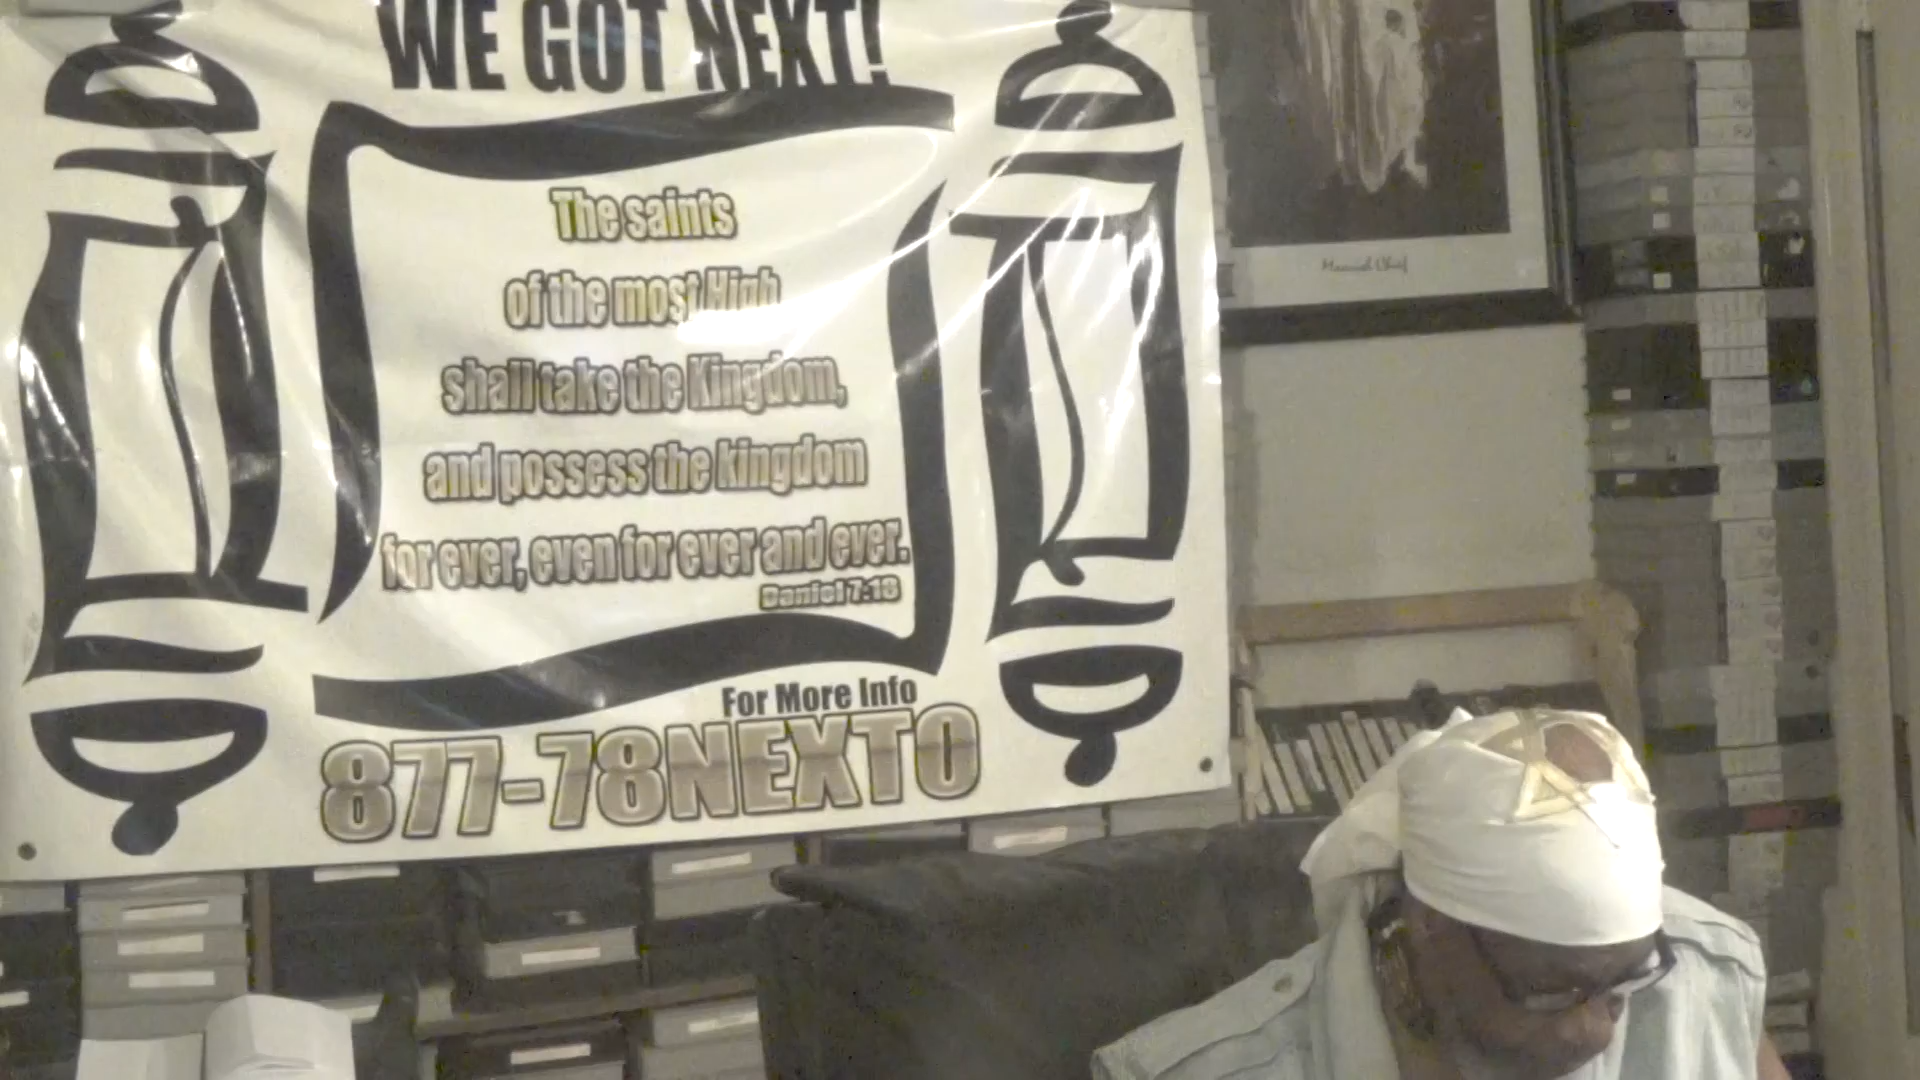 WE GOT NEXT!
The saints
of the most High
shall take the Kingdom,
and possess the kingdom
for ever, even for ever and ever.
Daniel 7:18
For More Info
877-78NEXTO